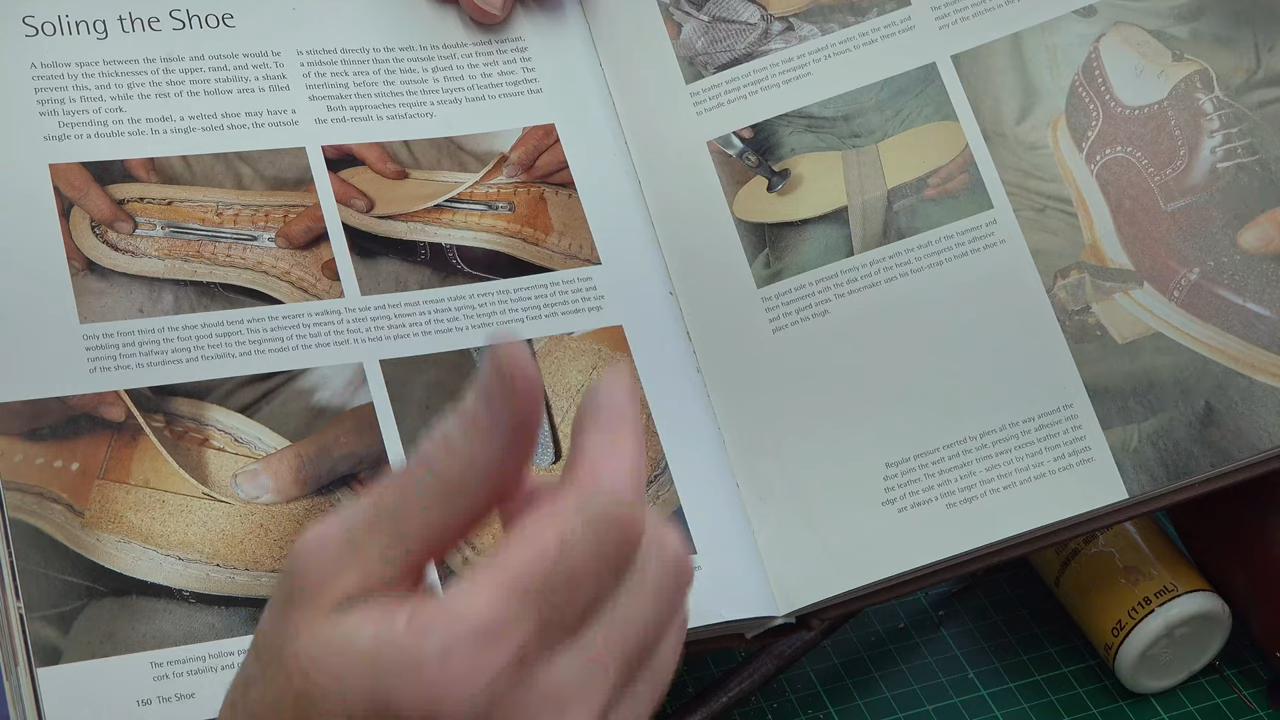 Soling the Shoe
A hollow space between the insole and outsole would be
created by the thicknesses of the upper, rand, and welt. To
prevent this, and to give the shoe more stability, a shank
spring is fitted, while the rest of the hollow area is filled
with layers of cork.
Depending on the model, a welted shoe may have a
single or a double sole. In a single-soled shoe, the outsole
is stitched directly to the welt. In its double-soled variant,
a midsole thinner than the outsole itself, cut from the edge
of the neck area of the hide, is glued to the welt and the
interlining before the outsole is fitted to the shoe. The
shoemaker then stitches the three layers of leather together.
Both approaches require a steady hand to ensure that
the end-result is satisfactory.
Only the front third of the shoe should bend when the wearer is walking. The sole and heel must remain stable at every step, preventing the heel from
wobbling and giving the foot good support. This is achieved by means of a steel spring, known as a shank spring, set in the hollow area of the sole and
running from halfway along the heel to the beginning of the ball of the foot, at the shank area of the sole. The length of the spring depends on the size
of the shoe, its sturdiness and flexibility, and the model of the shoe itself. It is held in place in the insole by a leather covering fixed with wooden pegs.
The remaining hollow
cork for stability and
150 The Shoe
The leather soles cut from the hide are soaked in water, like the welt, and
then kept damp wrapped in newspaper for 24 hours, to make them easier
to handle during the fitting operation.
The
make them more
any of the stitches in the
The glued sole is pressed firmly in place with the shaft of the hammer and
then hammered with the disk end of the head, to compress the adhesive
and the glued areas. The shoemaker uses his foot-strap to hold the shoe in
place on his thigh.
Regular pressure exerted by pliers all the way around the
shoe joins the welt and the sole, pressing the adhesive into
the leather. The shoemaker trims away excess leather at the
edge of the sole with a knife – soles cut by hand from leather
are always a little larger than their final size – and adjusts
the edges of the welt and sole to each other.
FL. OZ. (118 mL)